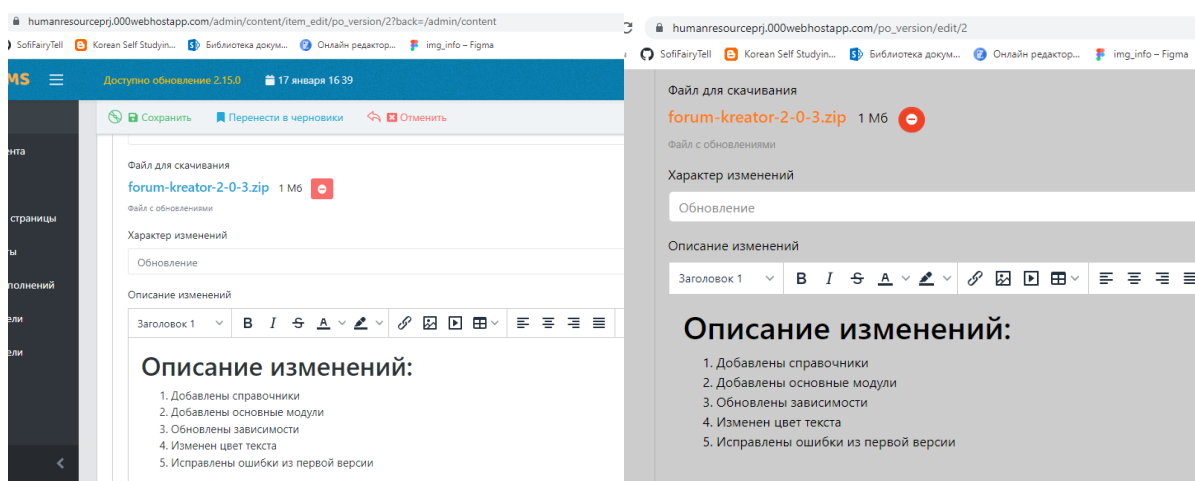 humanresourceprj.000webhostapp.com/admin/content/item_edit/po_version/2?back=/admin/content
SofiFairyTell Korean Self Studyin... Библиотека докум... Онлайн редактор... img_info – Figma
MS Доступно обновление 2.15.0 17 января 16:39
Сохранить Перенести в черновики Отменить
Файл для скачивания
forum-kreator-2-0-3.zip 1 Мб
Файл с обновлениями
страницы
Характер изменений
Обновление
Описание изменений
Заголовок 1 B I S A
Описание изменений:
1. Добавлены справочники
2. Добавлены основные модули
3. Обновлены зависимости
4. Изменен цвет текста
5. Исправлены ошибки из первой версии
humanresourceprj.000webhostapp.com/po_version/edit/2
SofiFairyTell Korean Self Studyin... Библиотека докум... Онлайн редактор... img_info – Figma
Файл для скачивания
forum-kreator-2-0-3.zip 1 Мб
Файл с обновлениями
Характер изменений
Обновление
Описание изменений
Заголовок 1 B I S A
Описание изменений:
1. Добавлены справочники
2. Добавлены основные модули
3. Обновлены зависимости
4. Изменен цвет текста
5. Исправлены ошибки из первой версии